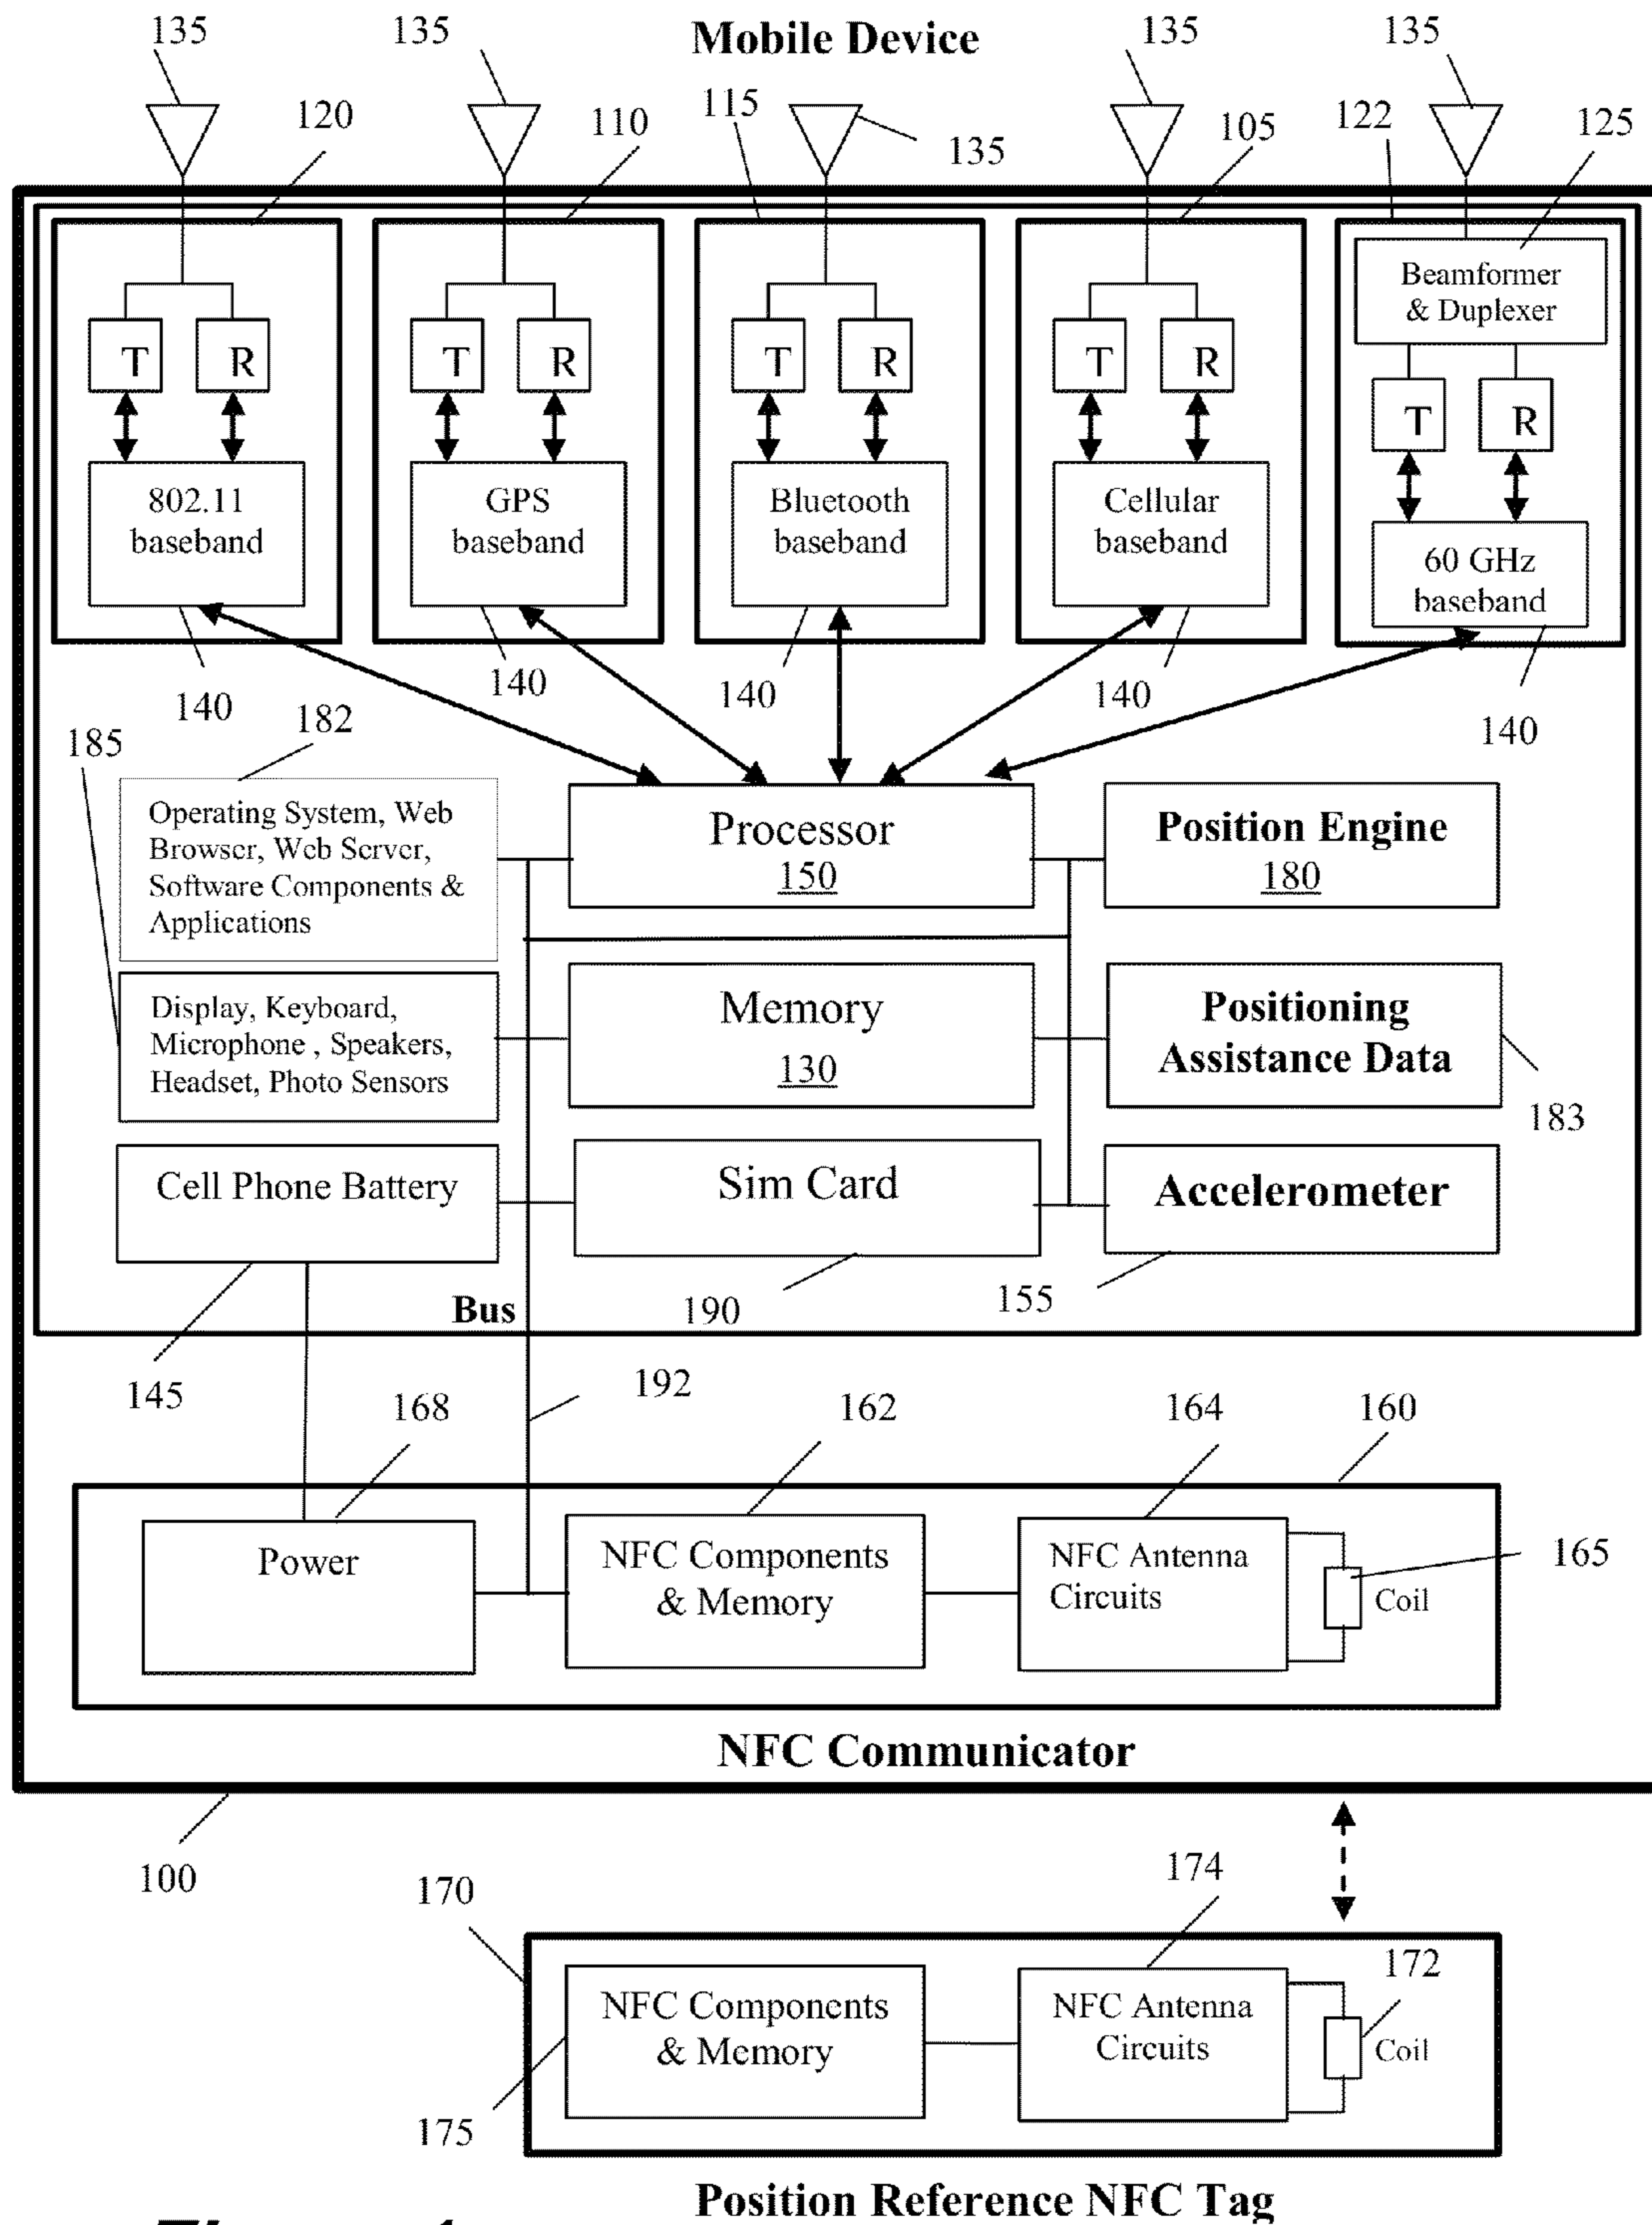 Mobile Device
135
135
135
135
135
120
110
115
105
122
125
T
R
T
R
T
R
T
R
Beamformer
& Duplexer
T
R
802.11
baseband
GPS
baseband
Bluetooth
baseband
Cellular
baseband
60 GHz
baseband
140
140
140
140
140
182
185
Operating System, Web
Browser, Web Server,
Software Components &
Applications
Processor
150
Position Engine
180
Display, Keyboard,
Microphone , Speakers,
Headset, Photo Sensors
Memory
130
Positioning
Assistance Data
183
Cell Phone Battery
Sim Card
Accelerometer
190
155
Bus
145
168
192
162
164
160
Power
NFC Components
& Memory
NFC Antenna
Circuits
Coil
165
NFC Communicator
100
170
174
172
NFC Components
& Memory
NFC Antenna
Circuits
Coil
175
Position Reference NFC Tag